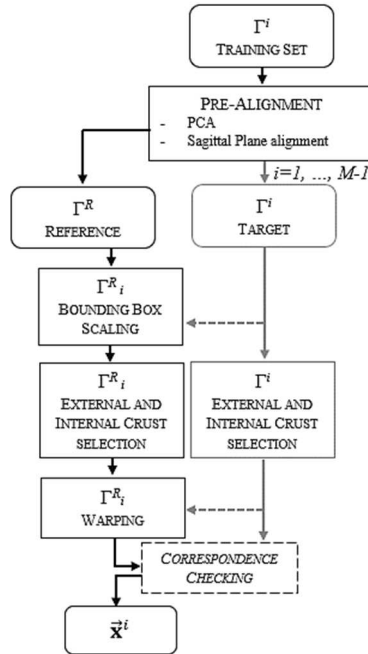 Γ^i
TRAINING SET
PRE-ALIGNMENT
- PCA
- Sagittal Plane alignment
i=1, ..., M-1
Γ^R
REFERENCE
Γ^i
TARGET
Γ^R_i
BOUNDING BOX
SCALING
Γ^R_i
EXTERNAL AND
INTERNAL CRUST
SELECTION
Γ^i
EXTERNAL AND
INTERNAL CRUST
SELECTION
Γ^R_i
WARPING
CORRESPONDENCE
CHECKING
x⃗^i